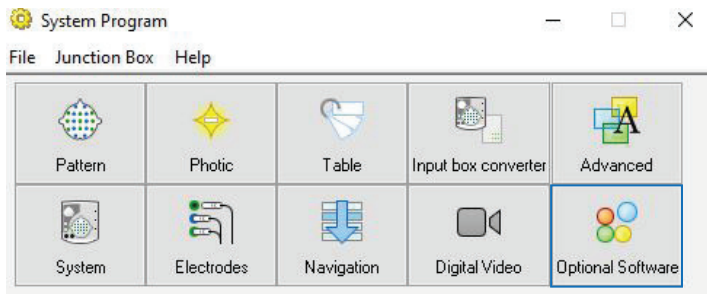 System Program
File Junction Box Help
Pattern Photic Table Input box converter Advanced
System Electrodes Navigation Digital Video Optional Software